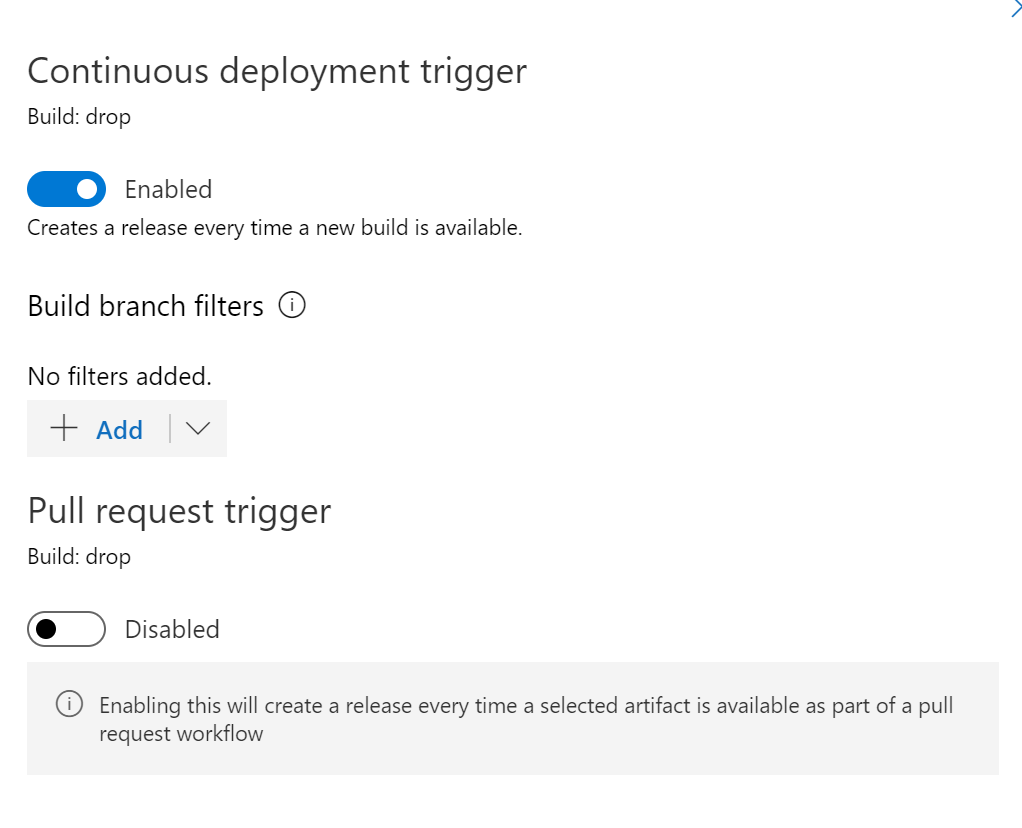 Continuous deployment trigger
Build: drop
Enabled
Creates a release every time a new build is available.
Build branch filters
No filters added.
Add
Pull request trigger
Build: drop
Disabled
Enabling this will create a release every time a selected artifact is available as part of a pull
request workflow